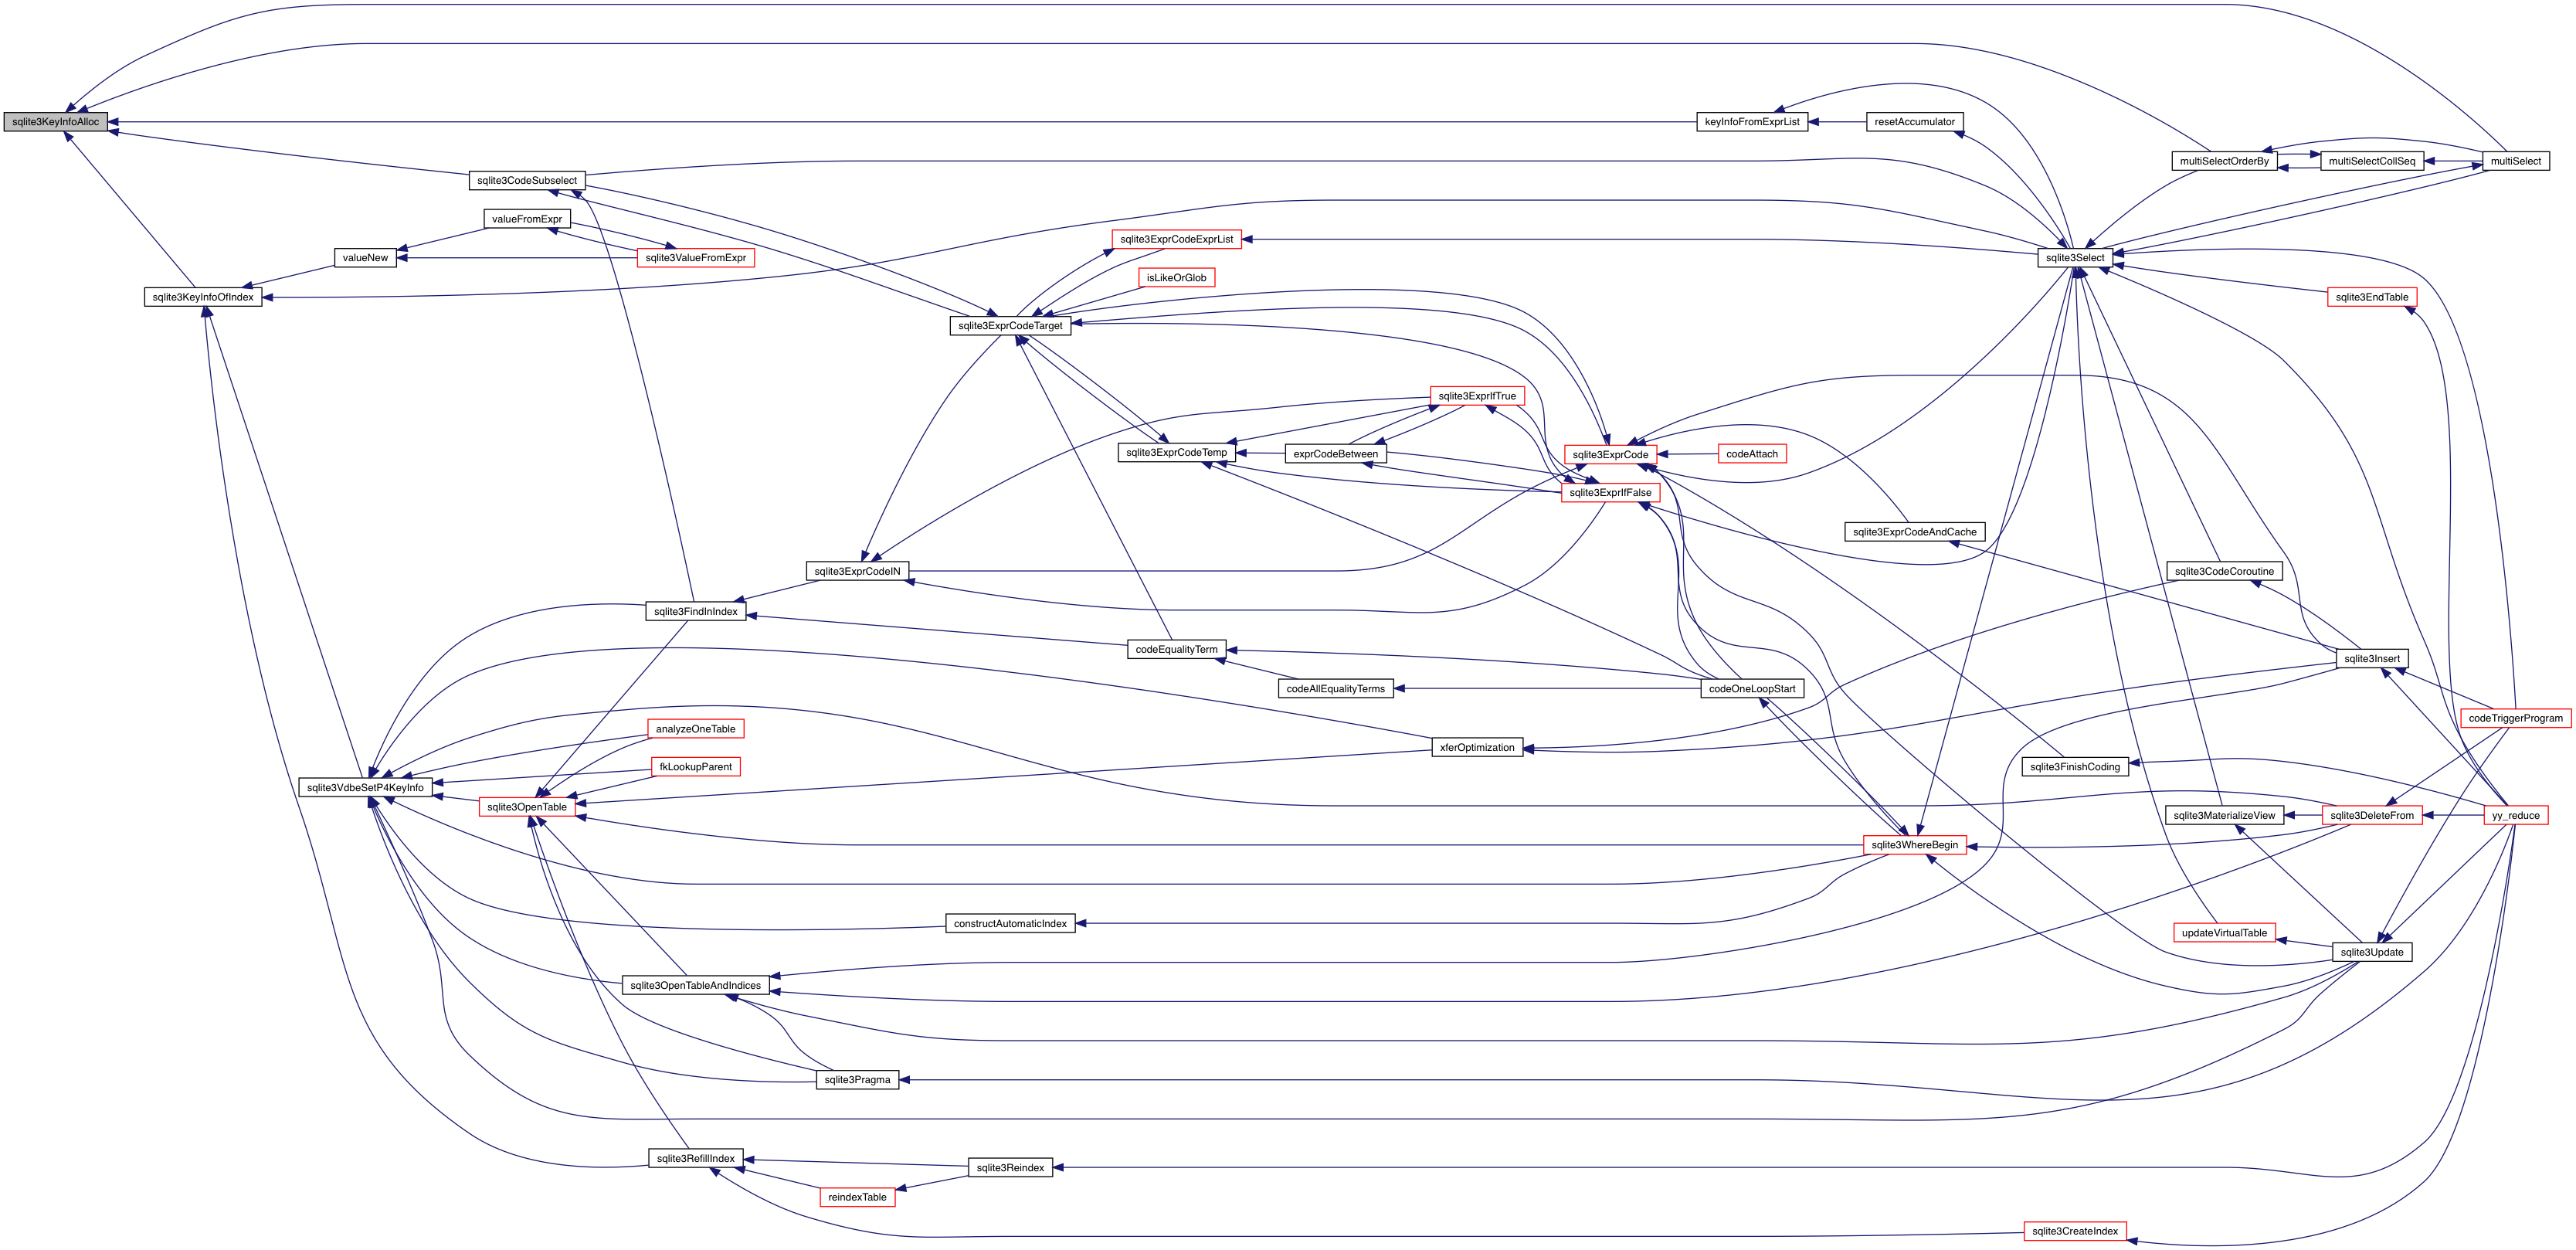 sqlite3KeyInfoAlloc
keyInfoFromExprList
resetAccumulator
multiSelectOrderBy
multiSelectCollSeq
multiSelect
sqlite3CodeSubselect
valueFromExpr
sqlite3ExprCodeExprList
valueNew
sqlite3ValueFromExpr
sqlite3Select
isLikeOrGlob
sqlite3KeyInfoOfIndex
sqlite3EndTable
sqlite3ExprCodeTarget
sqlite3ExprIfTrue
sqlite3ExprCodeTemp
exprCodeBetween
sqlite3ExprCode
codeAttach
sqlite3ExprIfFalse
sqlite3ExprCodeAndCache
sqlite3ExprCodeIN
sqlite3CodeCoroutine
sqlite3FindInIndex
codeEqualityTerm
sqlite3Insert
codeAllEqualityTerms
codeOneLoopStart
codeTriggerProgram
analyzeOneTable
xferOptimization
fkLookupParent
sqlite3FinishCoding
sqlite3VdbeSetP4KeyInfo
sqlite3OpenTable
sqlite3MaterializeView
sqlite3DeleteFrom
yy_reduce
sqlite3WhereBegin
constructAutomaticIndex
updateVirtualTable
sqlite3Update
sqlite3OpenTableAndIndices
sqlite3Pragma
sqlite3RefillIndex
sqlite3Reindex
reindexTable
sqlite3CreateIndex